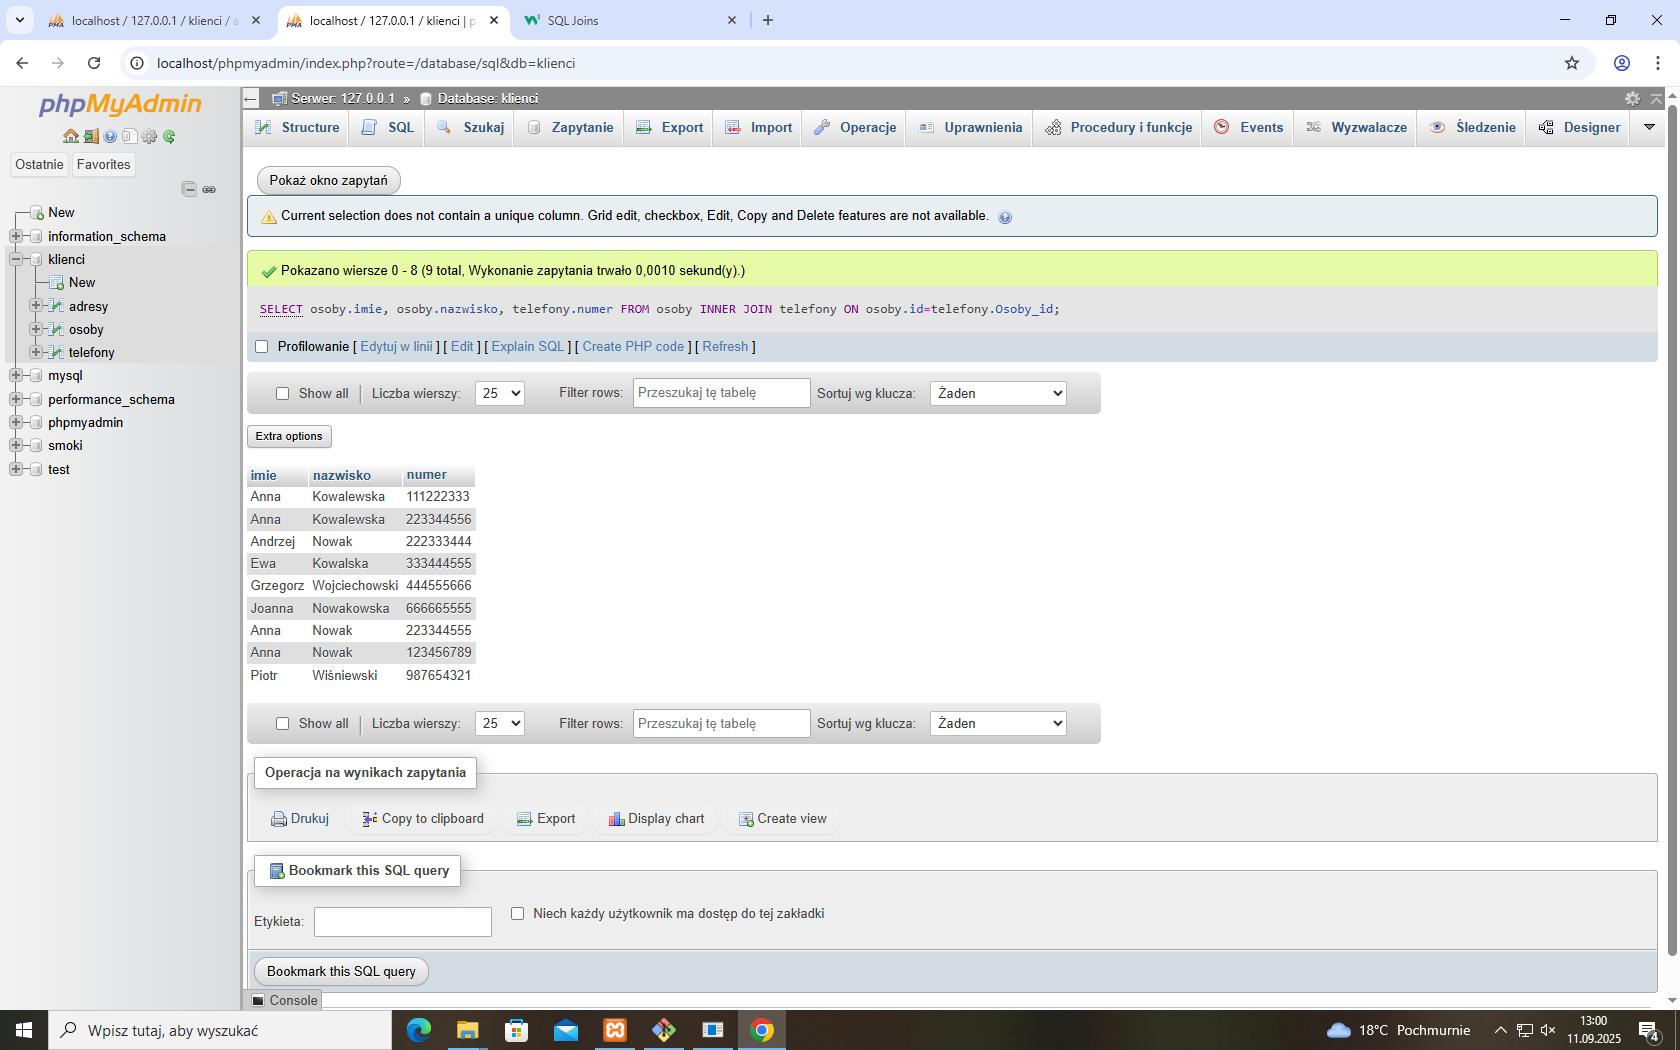 localhost / 127.0.0.1 / klienci / a
localhost / 127.0.0.1 / klienci | p
SQL Joins
localhost/phpmyadmin/index.php?route=/database/sql&db=klienci
phpMyAdmin
Ostatnie
Favorites
New
information_schema
klienci
New
adresy
osoby
telefony
mysql
performance_schema
phpmyadmin
smoki
test
Serwer: 127.0.0.1 » Database: klienci
Structure
SQL
Szukaj
Zapytanie
Export
Import
Operacje
Uprawnienia
Procedury i funkcje
Events
Wyzwalacze
Śledzenie
Designer
Pokaż okno zapytań
Current selection does not contain a unique column. Grid edit, checkbox, Edit, Copy and Delete features are not available.
Pokazano wiersze 0 - 8 (9 total, Wykonanie zapytania trwało 0,0010 sekund(y).)
SELECT osoby.imie, osoby.nazwisko, telefony.numer FROM osoby INNER JOIN telefony ON osoby.id=telefony.Osoby_id;
Profilowanie [ Edytuj w linii ] [ Edit ] [ Explain SQL ] [ Create PHP code ] [ Refresh ]
Show all | Liczba wierszy: 25 Filter rows: Przeszukaj tę tabelę Sortuj wg klucza: Żaden
Extra options
imie nazwisko numer
Anna Kowalewska 111222333
Anna Kowalewska 223344556
Andrzej Nowak 222333444
Ewa Kowalska 333444555
Grzegorz Wojciechowski 444555666
Joanna Nowakowska 666665555
Anna Nowak 223344555
Anna Nowak 123456789
Piotr Wiśniewski 987654321
Show all | Liczba wierszy: 25 Filter rows: Przeszukaj tę tabelę Sortuj wg klucza: Żaden
Operacja na wynikach zapytania
Drukuj Copy to clipboard Export Display chart Create view
Bookmark this SQL query
Etykieta: Niech każdy użytkownik ma dostęp do tej zakładki
Bookmark this SQL query
Console
Wpisz tutaj, aby wyszukać
18°C Pochmurnie
13:00
11.09.2025
4